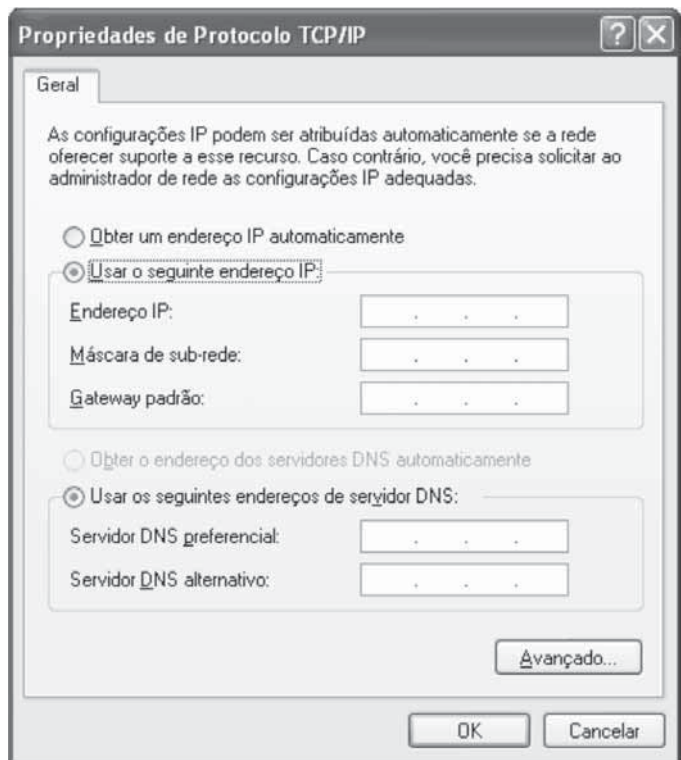 Propriedades de Protocolo TCP/IP
Geral
As configurações IP podem ser atribuídas automaticamente se a rede
oferecer suporte a esse recurso. Caso contrário, você precisa solicitar ao
administrador de rede as configurações IP adequadas.
Obter um endereço IP automaticamente
Usar o seguinte endereço IP:
Endereço IP:
Máscara de sub-rede:
Gateway padrão:
Obter o endereço dos servidores DNS automaticamente
Usar os seguintes endereços de servidor DNS:
Servidor DNS preferencial:
Servidor DNS alternativo:
Avançado...
OK
Cancelar